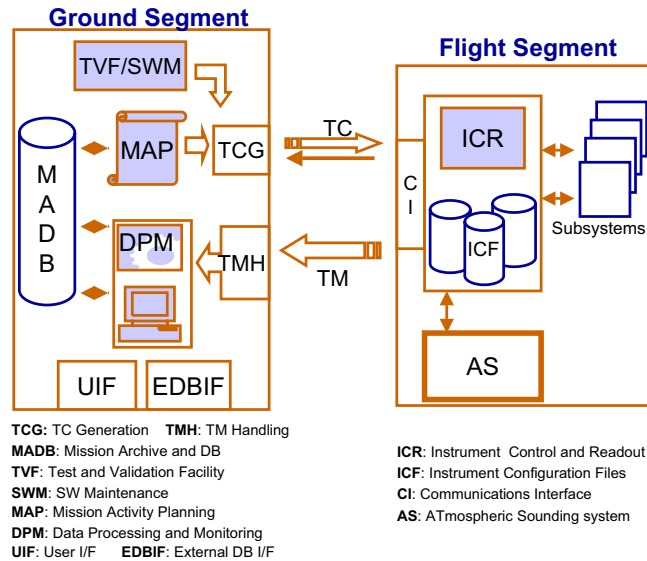 Ground Segment
Flight Segment
TVF/SWM
MAP
TCG
TC
MADB
DPM
TMH
TM
UIF
EDBIF
CI
ICR
ICF
Subsystems
AS
TCG: TC Generation TMH: TM Handling
MADB: Mission Archive and DB
TVF: Test and Validation Facility
SWM: SW Maintenance
MAP: Mission Activity Planning
DPM: Data Processing and Monitoring
UIF: User I/F EDBIF: External DB I/F
ICR: Instrument Control and Readout
ICF: Instrument Configuration Files
CI: Communications Interface
AS: ATmospheric Sounding system